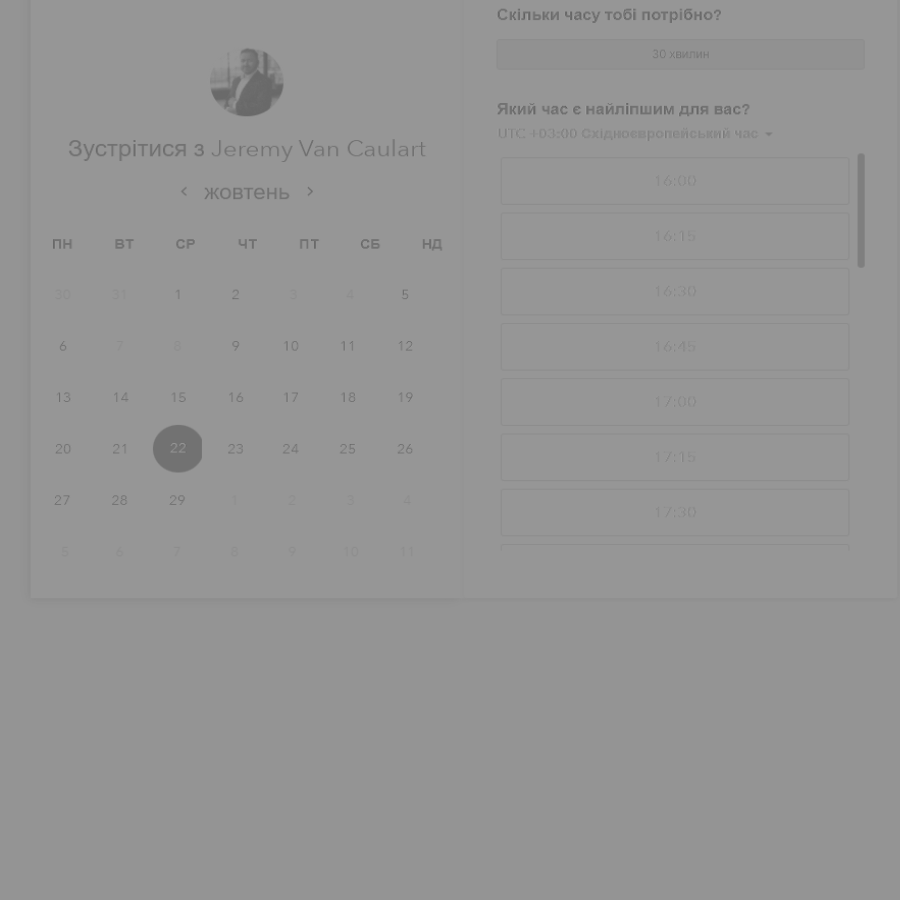 Зустрітися з Jeremy Van Caulart
жовтень
ПН ВТ СР ЧТ ПТ СБ НД
30 31 1 2 3 4 5
6 7 8 9 10 11 12
13 14 15 16 17 18 19
20 21 22 23 24 25 26
27 28 29 1 2 3 4
5 6 7 8 9 10 11
Скільки часу тобі потрібно?
30 хвилин
Який час є найліпшим для вас?
UTC +03:00 Східноєвропейський час
16:00
16:15
16:30
16:45
17:00
17:15
17:30